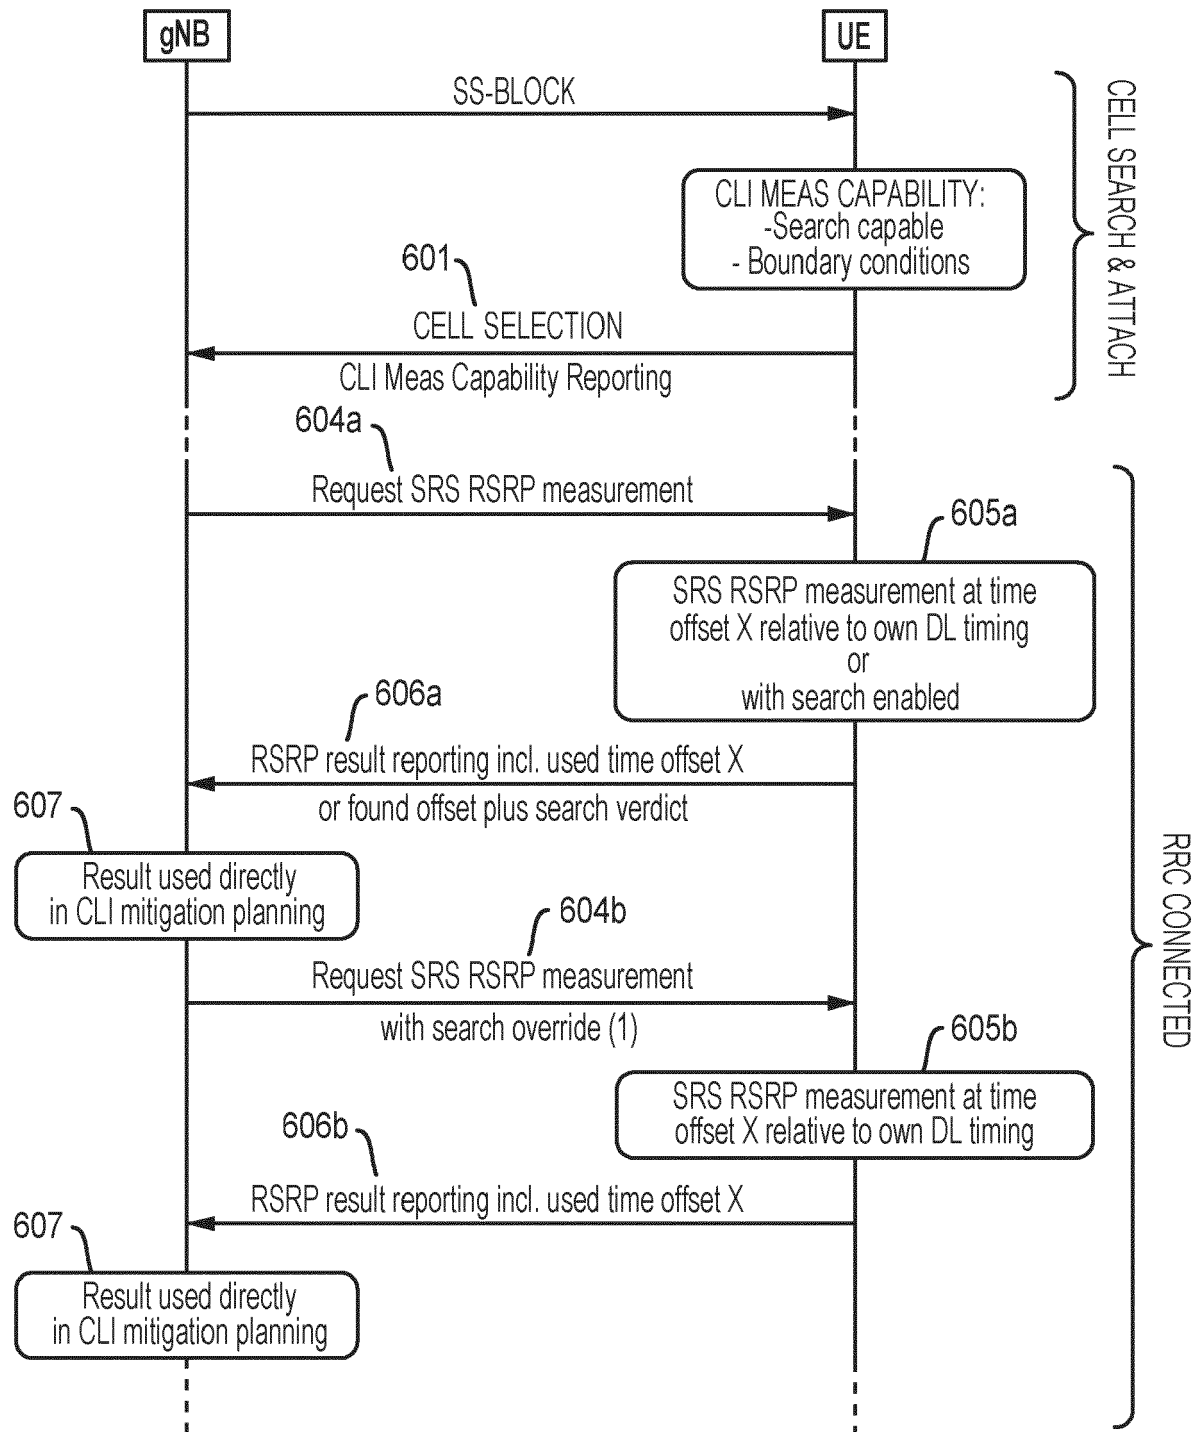 gNB
UE
SS-BLOCK
CLI MEAS CAPABILITY:
-Search capable
- Boundary conditions
601
CELL SELECTION
CLI Meas Capability Reporting
CELL SEARCH & ATTACH
604a
Request SRS RSRP measurement
605a
SRS RSRP measurement at time
offset X relative to own DL timing
or
with search enabled
606a
RSRP result reporting incl. used time offset X
or found offset plus search verdict
607
Result used directly
in CLI mitigation planning
604b
Request SRS RSRP measurement
with search override (1)
605b
SRS RSRP measurement at time
offset X relative to own DL timing
606b
RSRP result reporting incl. used time offset X
607
Result used directly
in CLI mitigation planning
RRC CONNECTED